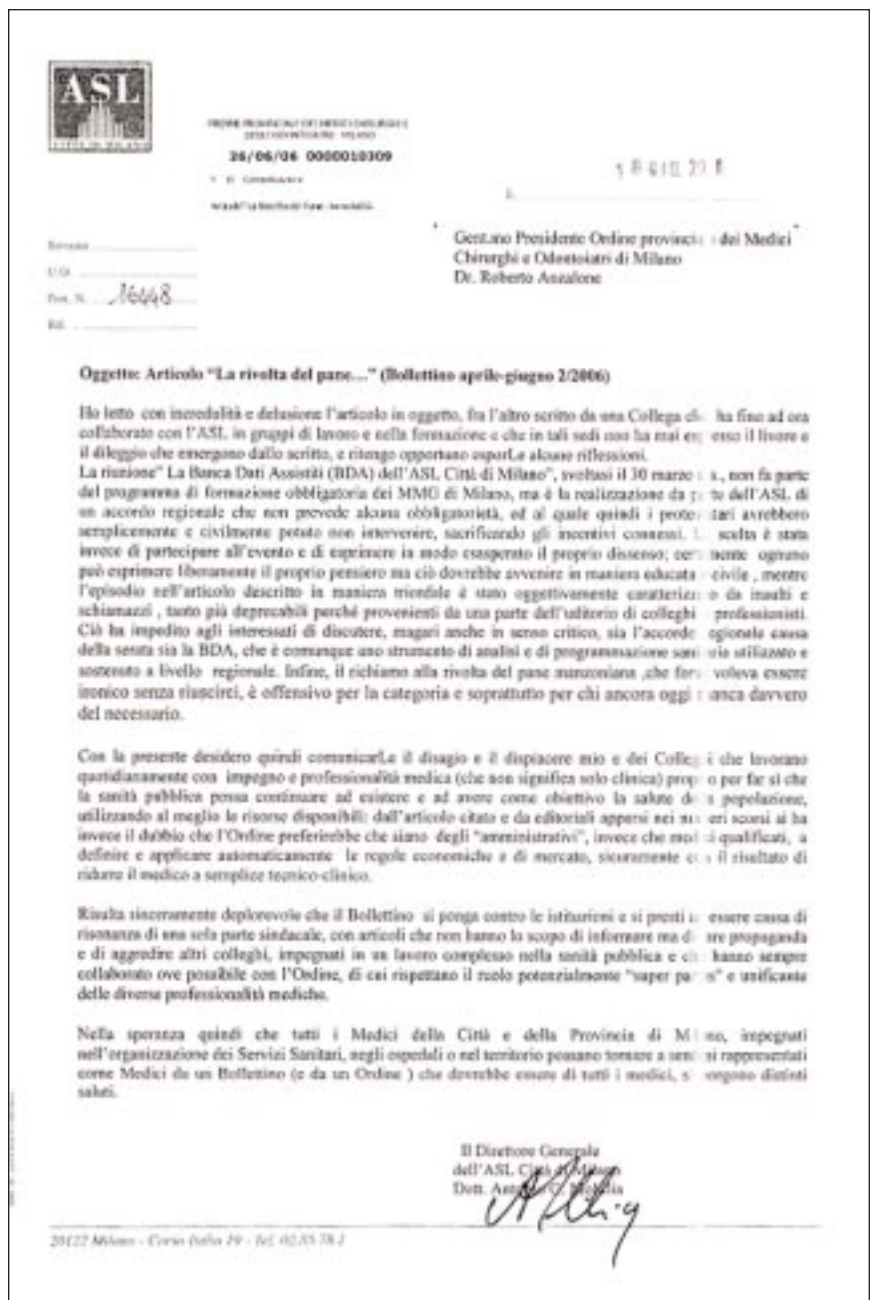 ASL
CITTÀ DI MILANO
26/06/06 0000010309
Prot. N. 16448
Rif.
Gent.mo Presidente Ordine provinciale dei Medici
Chirurghi e Odontoiatri di Milano
Dr. Roberto Anzalone
Oggetto: Articolo “La rivolta del pane...” (Bollettino aprile-giugno 2/2006)
Ho letto con incredulità e delusione l’articolo in oggetto, fra l’altro scritto da una Collega ha fino ad ora
collaborato con l’ASL in gruppi di lavoro e nella formazione e che in tali sedi non ha mai espresso il livore e
il dileggio che emergono dallo scritto, e ritengo opportuno esporLe alcune riflessioni.
La riunione” La Banca Dati Assistiti (BDA) dell’ASL Città di Milano”, svoltasi il 30 marzo , non fa parte
del programma di formazione obbligatoria dei MMG di Milano, ma è la realizzazione da parte dell’ASL di
un accordo regionale che non prevede alcuna obbligatorietà, ed al quale quindi i protestatari avrebbero
semplicemente e civilmente potuto non intervenire, sacrificando gli incentivi connessi. scelta è stata
invece di partecipare all’evento e di esprimere in modo esasperato il proprio dissenso; certamente ognuno
può esprimere liberamente il proprio pensiero ma ciò dovrebbe avvenire in maniera educata civile , mentre
l’episodio nell’articolo descritto in maniera trionfale è stato oggettivamente caratterizzato da insulti e
schiamazzi , tanto più deprecabili perché provenienti da una parte dell’uditorio di colleghi professionisti.
Ciò ha impedito agli interessati di discutere, magari anche in senso critico, sia l’accordo regionale causa
della serata sia la BDA, che è comunque uno strumento di analisi e di programmazione sanitaria utilizzato e
sostenuto a livello regionale. Infine, il richiamo alla rivolta del pane manzoniana ,che forse voleva essere
ironico senza riuscirci, è offensivo per la categoria e soprattutto per chi ancora oggi manca davvero
del necessario.
Con la presente desidero quindi comunicarLe il disagio e il dispiacere mio e dei Colleghi che lavorano
quotidianamente con impegno e professionalità medica (che non significa solo clinica) proprio per far sì che
la sanità pubblica possa continuare ad esistere e ad avere come obiettivo la salute della popolazione,
utilizzando al meglio le risorse disponibili: dall’articolo citato e da editoriali apparsi nei numeri scorsi si ha
invece il dubbio che l’Ordine preferirebbe che siano degli “amministrativi”, invece che medici qualificati, a
definire e applicare automaticamente le regole economiche e di mercato, sicuramente con il risultato di
ridurre il medico a semplice tecnico-clinico.
Risulta sinceramente deplorevole che il Bollettino si ponga contro le istituzioni e si presti essere cassa di
risonanza di una sola parte sindacale, con articoli che non hanno lo scopo di informare ma di fare propaganda
e di aggredire altri colleghi, impegnati in un lavoro complesso nella sanità pubblica e che hanno sempre
collaborato ove possibile con l’Ordine, di cui rispettano il ruolo potenzialmente “super partes” e unificante
delle diverse professionalità mediche.
Nella speranza quindi che tutti i Medici della Città e della Provincia di Milano, impegnati
nell’organizzazione dei Servizi Sanitari, negli ospedali o nel territorio possano tornare a sentirsi rappresentati
come Medici da un Bollettino (e da un Ordine ) che dovrebbe essere di tutti i medici, si porgono distinti
saluti.
Il Direttore Generale
dell’ASL Città di Milano
Dott.
20122 Milano - Corso Italia 19 - Tel. 02.85.78.1